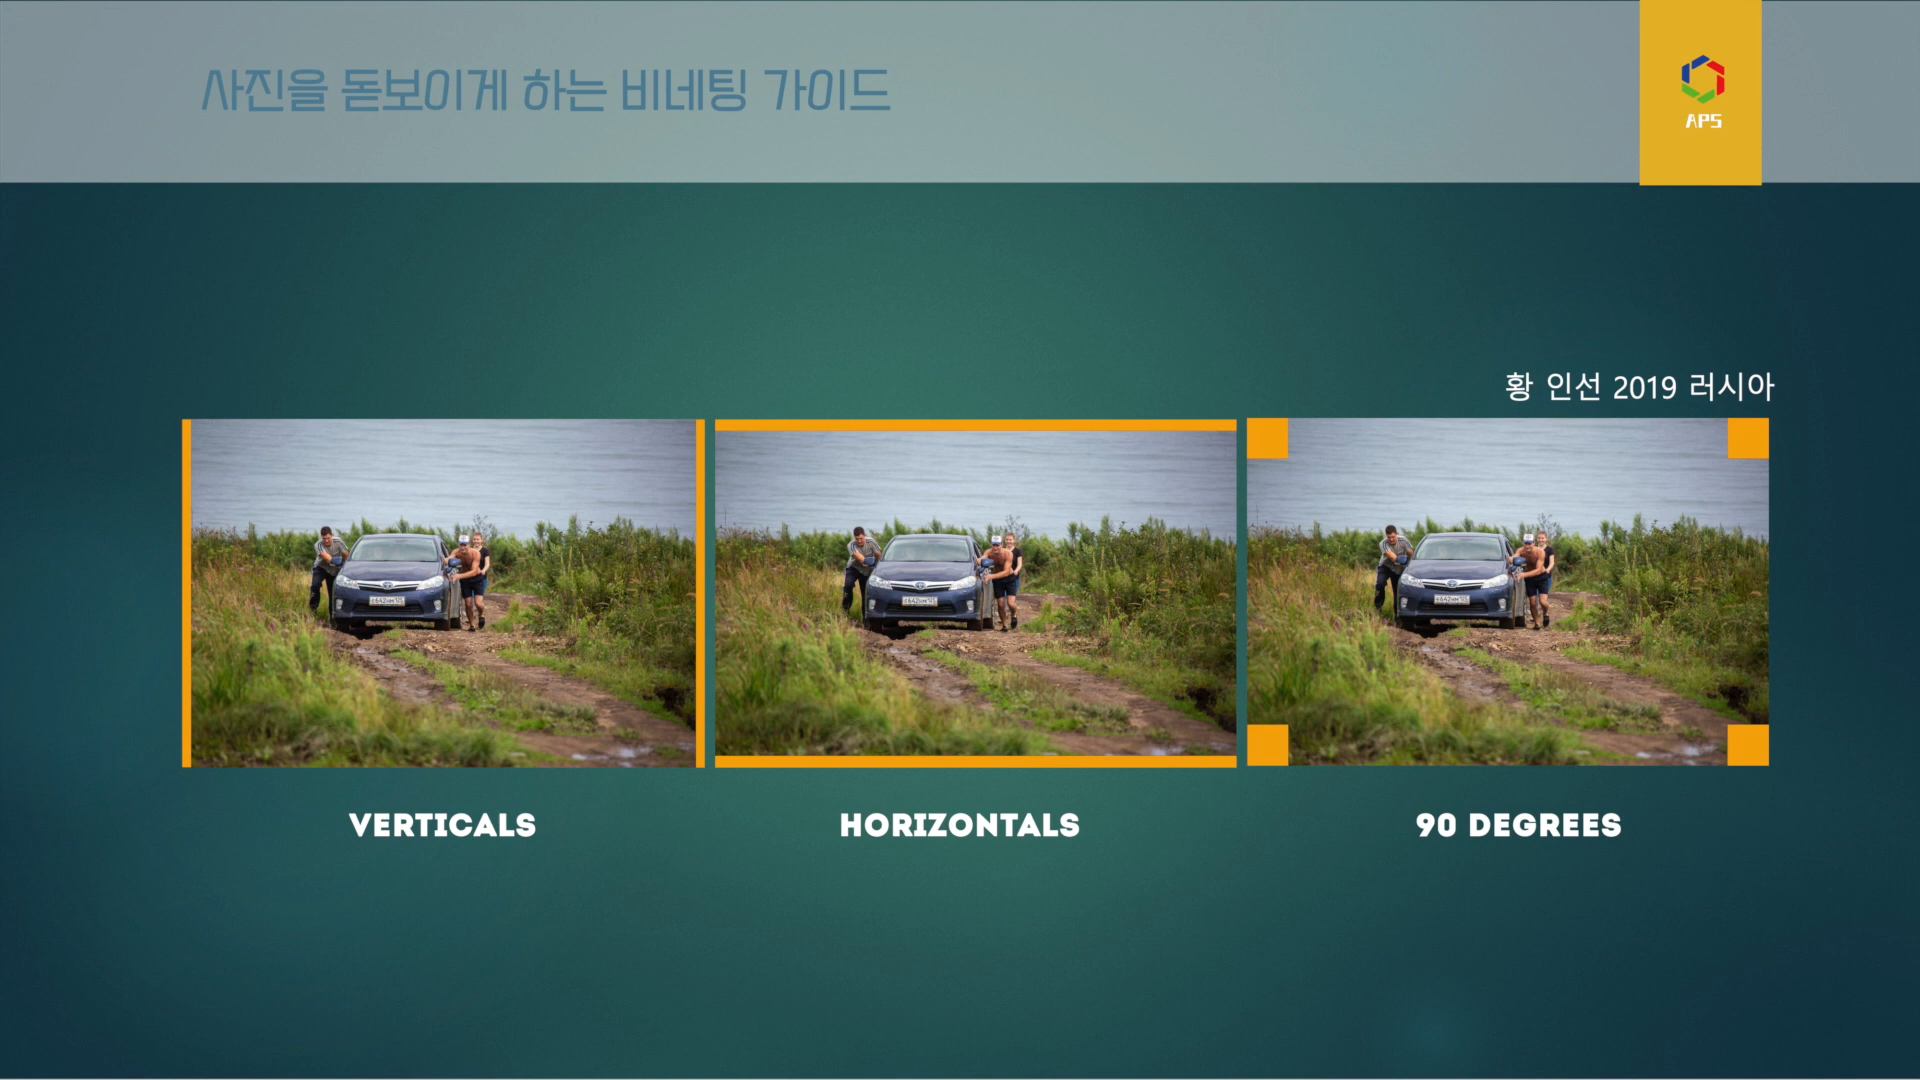 사진을 돋보이게 하는 비네팅 가이드
APS
황 인선 2019 러시아
VERTICALS
HORIZONTALS
90 DEGREES